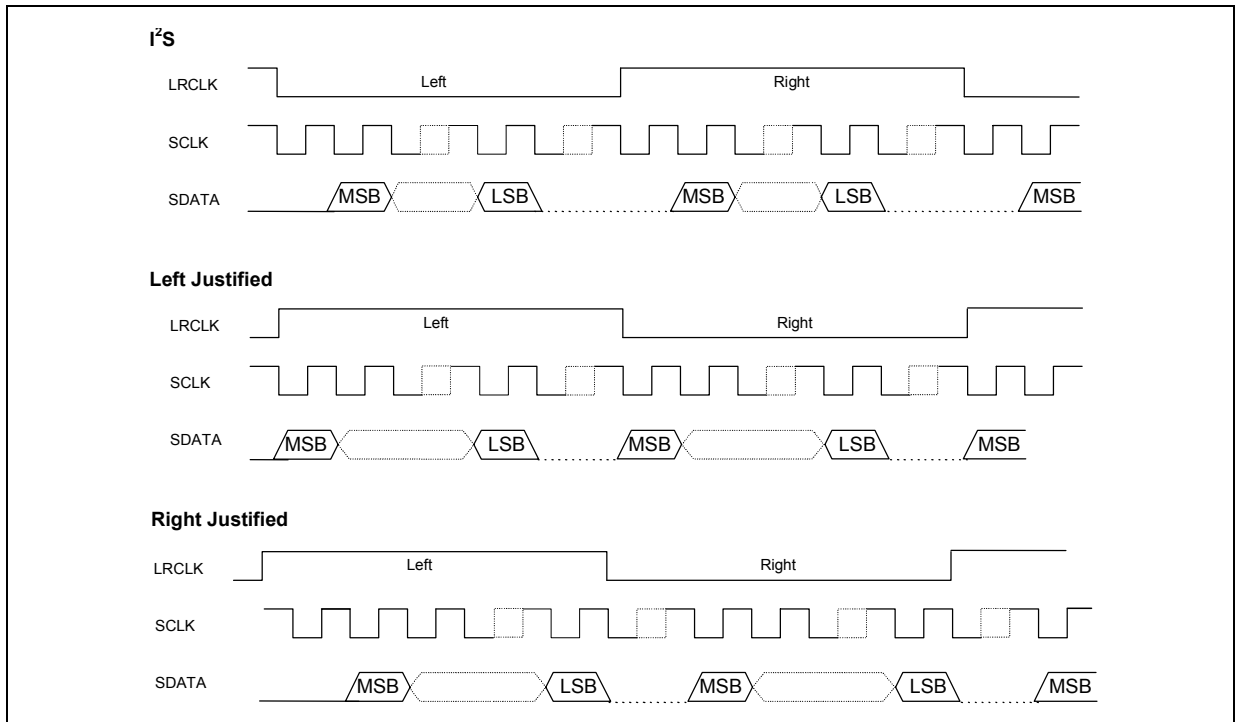 I²S
LRCLK Left Right
SCLK
SDATA MSB LSB MSB LSB MSB
Left Justified
LRCLK Left Right
SCLK
SDATA MSB LSB MSB LSB MSB
Right Justified
LRCLK Left Right
SCLK
SDATA MSB LSB MSB LSB MSB